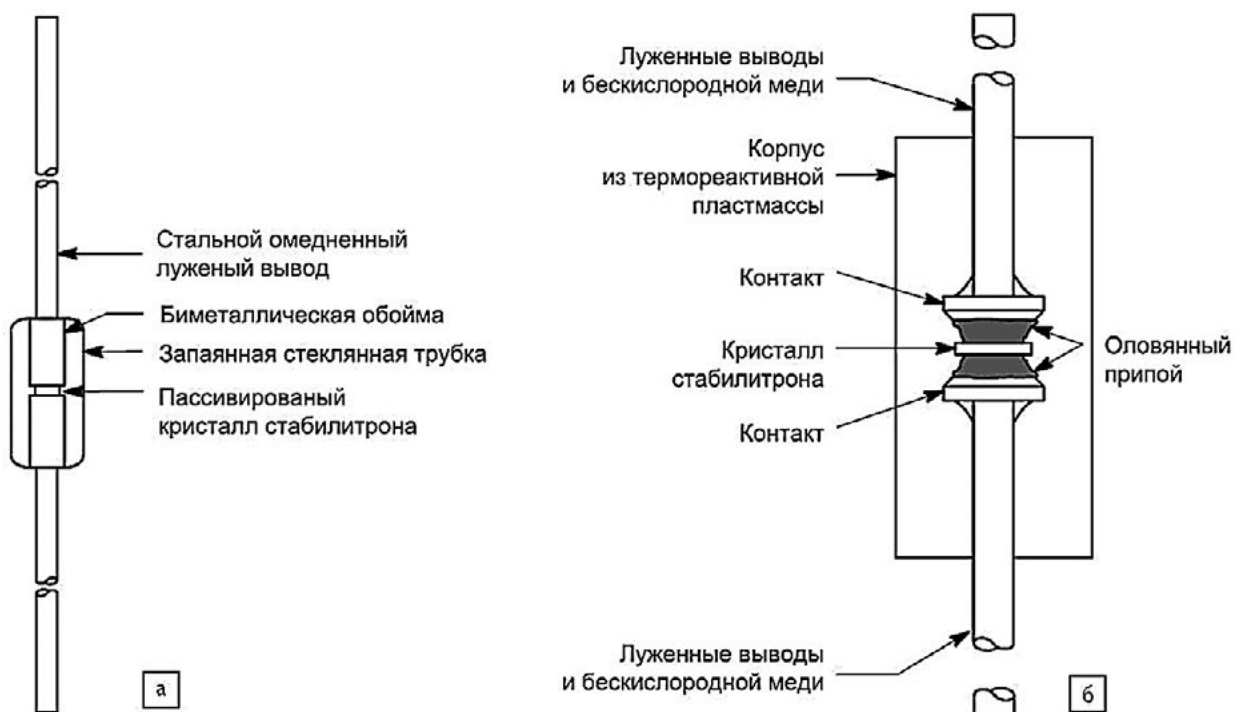 Стальной омедненный
луженый вывод
Биметаллическая обойма
Запаянная стеклянная трубка
Пассивированый
кристалл стабилитрона
а
Луженные выводы
и бескислородной меди
Корпус
из термореактивной
пластмассы
Контакт
Кристалл
стабилитрона
Оловянный
припой
Контакт
Луженные выводы
и бескислородной меди
б